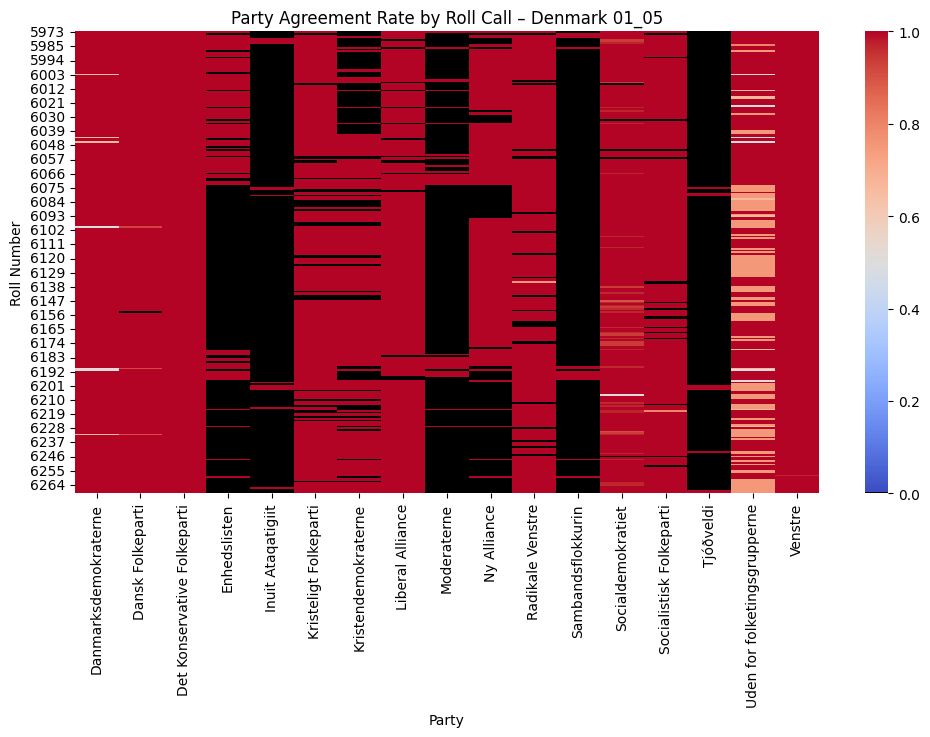 Party Agreement Rate by Roll Call – Denmark 01_05
Roll Number
5973
5985
5994
6003
6012
6021
6030
6039
6048
6057
6066
6075
6084
6093
6102
6111
6120
6129
6138
6147
6156
6165
6174
6183
6192
6201
6210
6219
6228
6237
6246
6255
6264
Danmarksdemokraterne
Dansk Folkeparti
Det Konservative Folkeparti
Enhedslisten
Inuit Ataqatigiit
Kristeligt Folkeparti
Kristendemokraterne
Liberal Alliance
Moderaterne
Ny Alliance
Radikale Venstre
Sambandsflokkurin
Socialdemokratiet
Socialistisk Folkeparti
Tjóðveldi
Uden for folketingsgrupperne
Venstre
Party
1.0
0.8
0.6
0.4
0.2
0.0